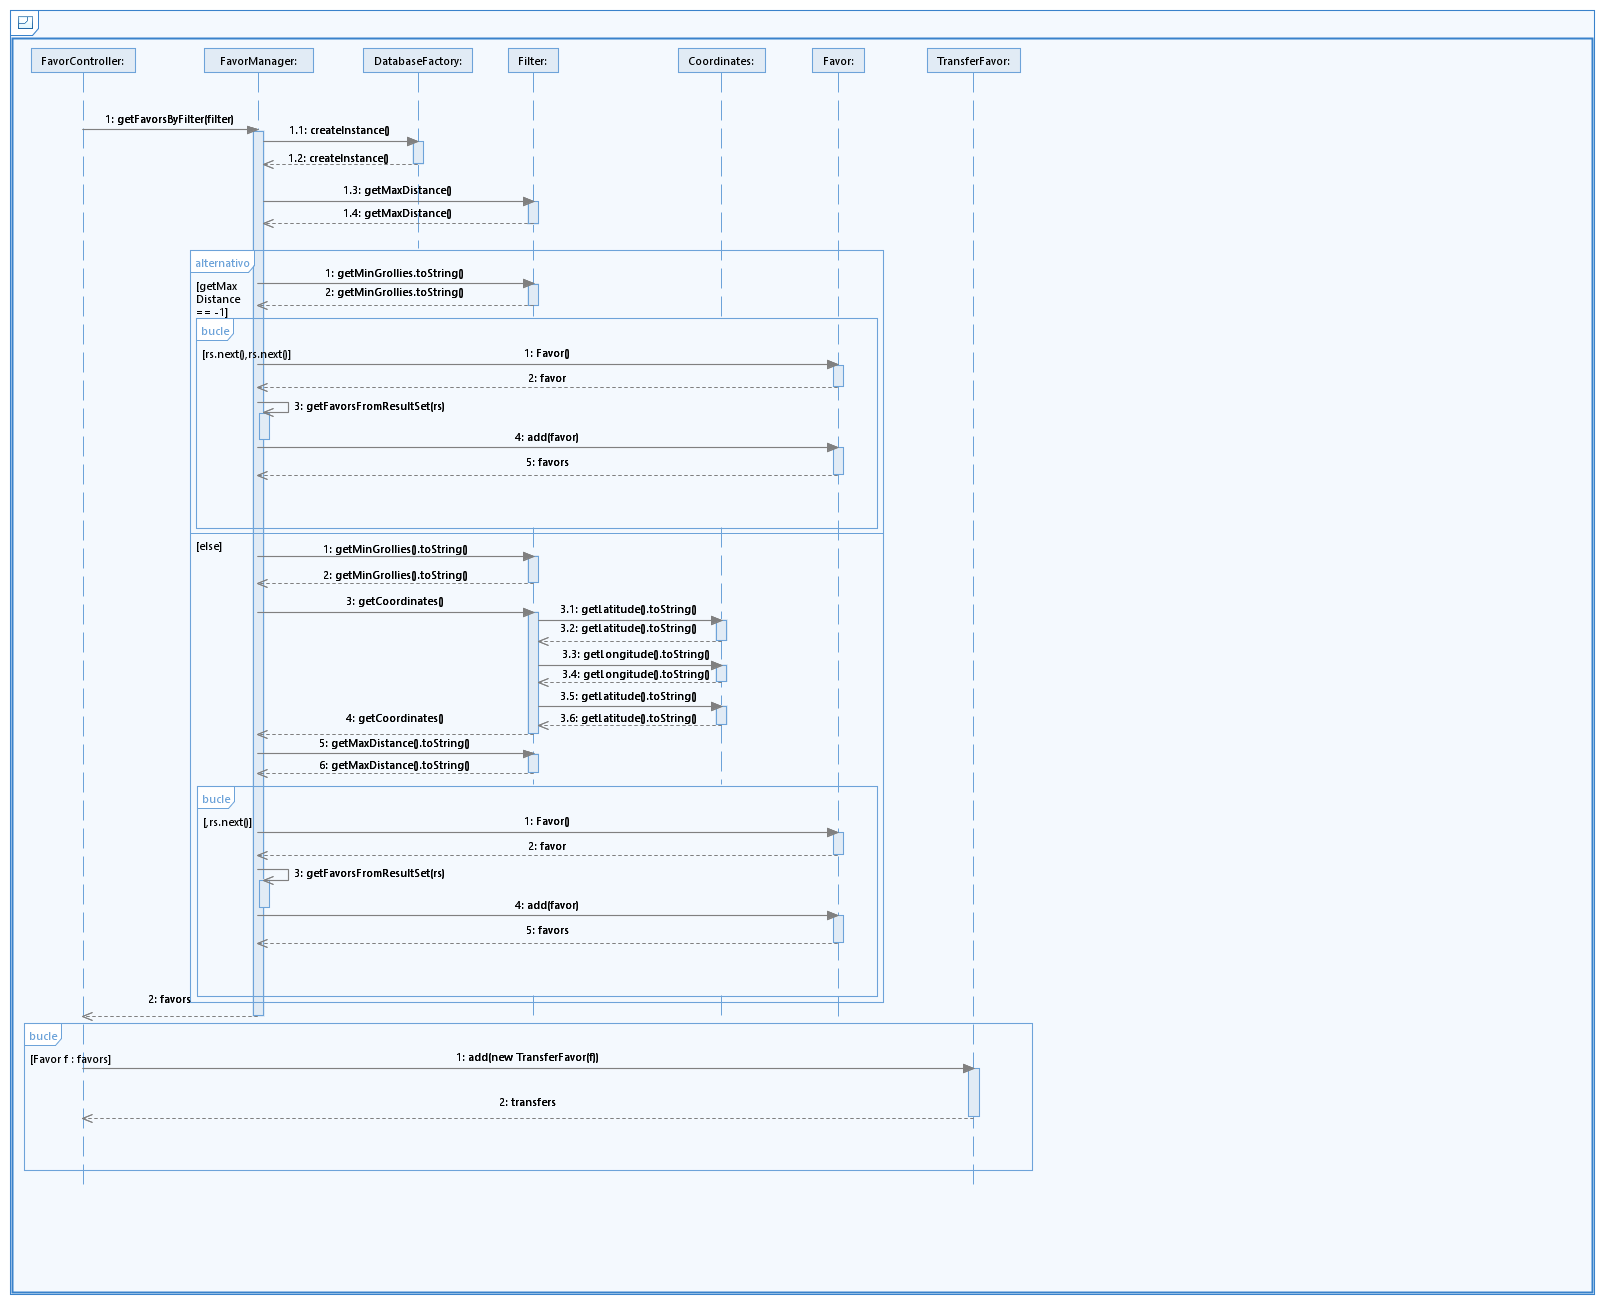 FavorController:
FavorManager:
DatabaseFactory:
Filter:
Coordinates:
Favor:
TransferFavor:
1: getFavorsByFilter(filter)
1.1: createInstance()
1.2: createInstance()
1.3: getMaxDistance()
1.4: getMaxDistance()
alternativo
[getMax
Distance
== -1]
1: getMinGrollies.toString()
2: getMinGrollies.toString()
bucle
[rs.next(),rs.next()]
1: Favor()
2: favor
3: getFavorsFromResultSet(rs)
4: add(favor)
5: favors
[else]
1: getMinGrollies().toString()
2: getMinGrollies().toString()
3: getCoordinates()
3.1: getLatitude().toString()
3.2: getLatitude().toString()
3.3: getLongitude().toString()
3.4: getLongitude().toString()
3.5: getLatitude().toString()
3.6: getLatitude().toString()
4: getCoordinates()
5: getMaxDistance().toString()
6: getMaxDistance().toString()
bucle
[,rs.next()]
1: Favor()
2: favor
3: getFavorsFromResultSet(rs)
4: add(favor)
5: favors
2: favors
bucle
[Favor f : favors]
1: add(new TransferFavor(f))
2: transfers